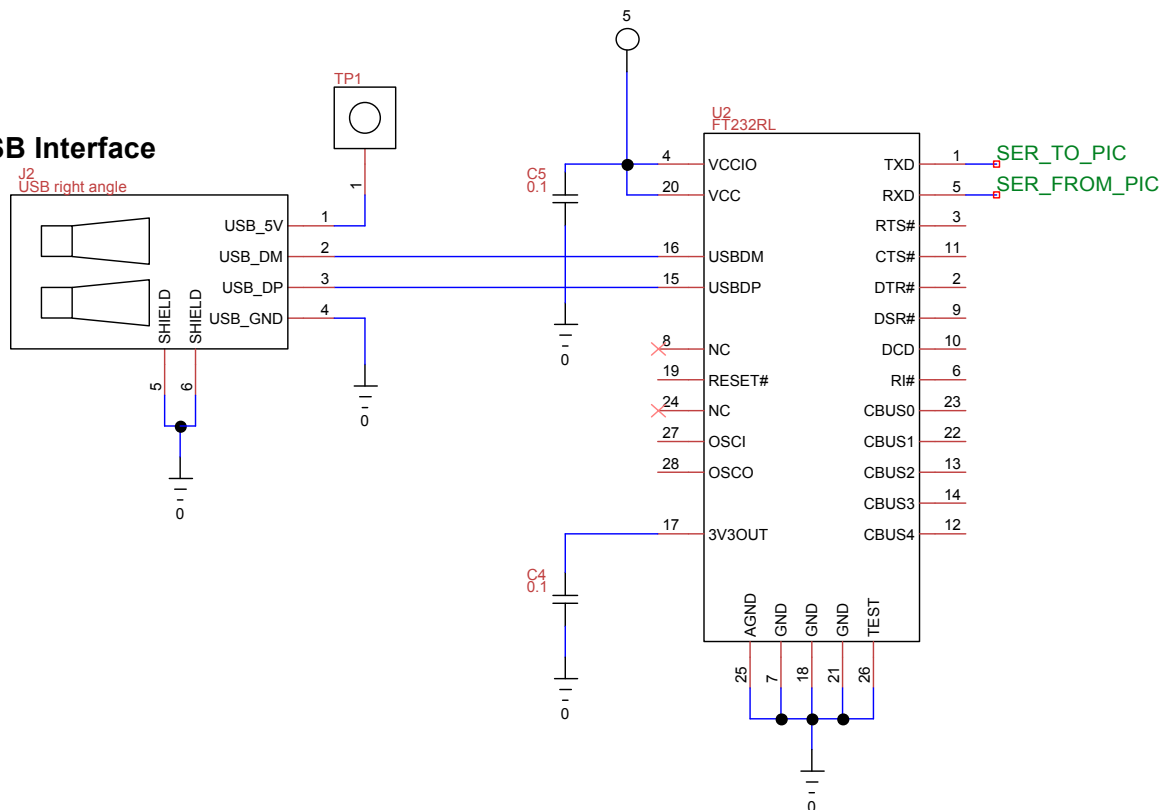 5
TP1
1
SB Interface
J2
USB right angle
USB_5V 1
USB_DM 2
USB_DP 3
USB_GND 4
SHIELD
SHIELD
5
6
0
0
C5
0.1
0
U2
FT232RL
4 VCCIO
20 VCC
16 USBDM
15 USBDP
8 NC
19 RESET#
24 NC
27 OSCI
28 OSCO
17 3V3OUT
TXD 1 SER_TO_PIC
RXD 5 SER_FROM_PIC
RTS# 3
CTS# 11
DTR# 2
DSR# 9
DCD 10
RI# 6
CBUS0 23
CBUS1 22
CBUS2 13
CBUS3 14
CBUS4 12
C4
0.1
0
AGND
GND
GND
GND
TEST
25
7
18
21
26
0